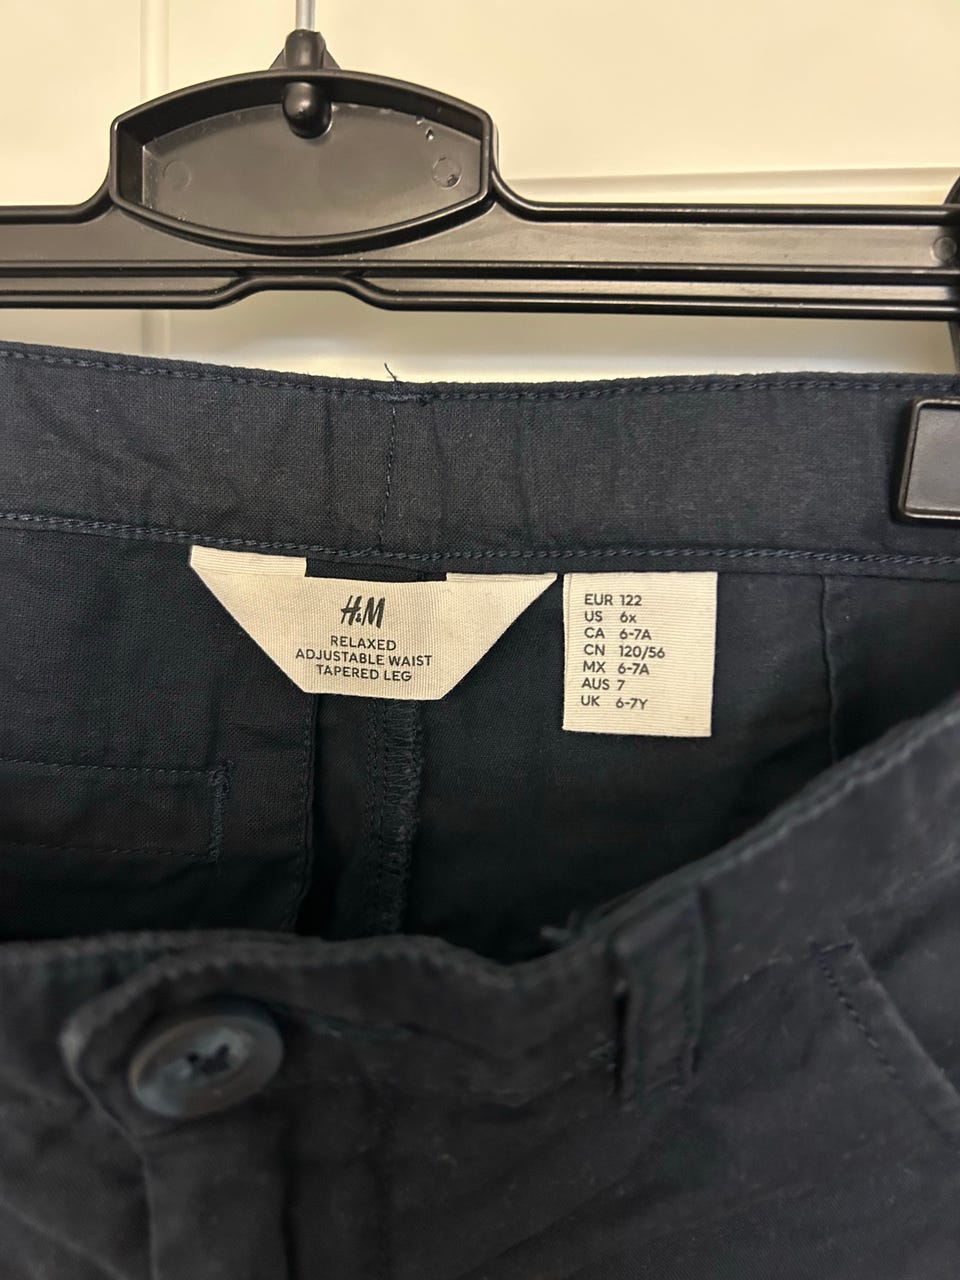 H&M
RELAXED
ADJUSTABLE WAIST
TAPERED LEG
EUR 122
US 6x
CA 6-7A
CN 120/56
MX 6-7A
AUS 7
UK 6-7Y